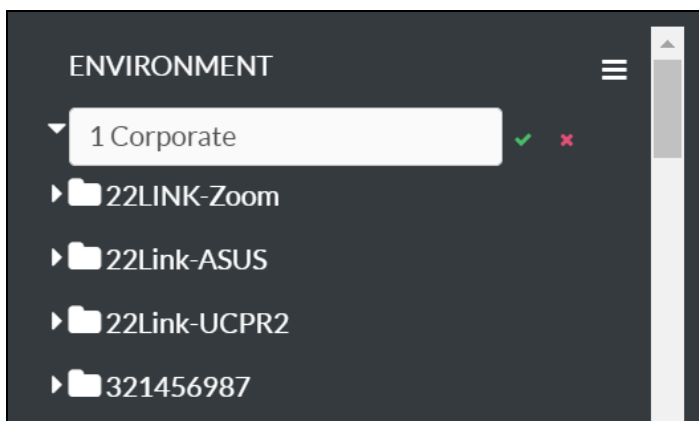 ENVIRONMENT
1 Corporate
22LINK-Zoom
22Link-ASUS
22Link-UCPR2
321456987